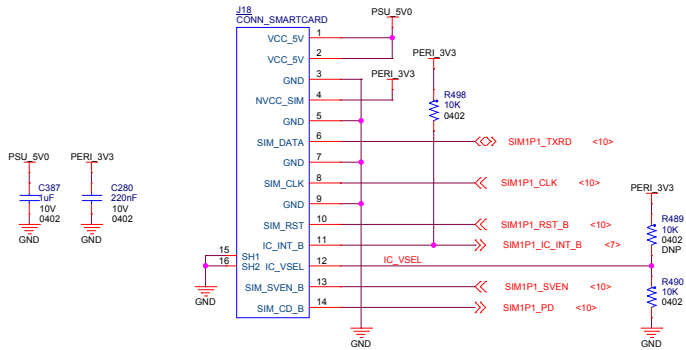 J18
CONN_SMARTCARD
PSU_5V0
VCC_5V 1
VCC_5V 2
PERI_3V3
PERI_3V3
GND 3
NVCC_SIM 4
R498
10K
0402
GND 5
SIM_DATA 6 SIM1P1_TXRD <10>
GND 7
SIM_CLK 8 SIM1P1_CLK <10>
GND 9
SIM_RST 10 SIM1P1_RST_B <10>
IC_INT_B 11 SIM1P1_IC_INT_B <7>
15 SH1
16 SH2 IC_VSEL 12 IC_VSEL
SIM_SVEN_B 13 SIM1P1_SVEN <10>
SIM_CD_B 14 SIM1P1_PD <10>
GND
GND
PSU_5V0
C387
1uF
10V
0402
GND
PERI_3V3
C280
220nF
10V
0402
GND
PERI_3V3
R489
10K
0402
DNP
R490
10K
0402
GND